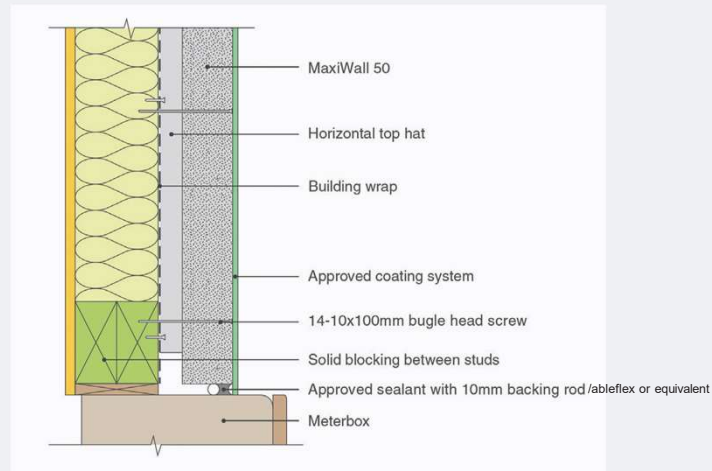 MaxiWall 50
Horizontal top hat
Building wrap
Approved coating system
14-10x100mm bugle head screw
Solid blocking between studs
Approved sealant with 10mm backing rod/ableflex or equivalent
Meterbox